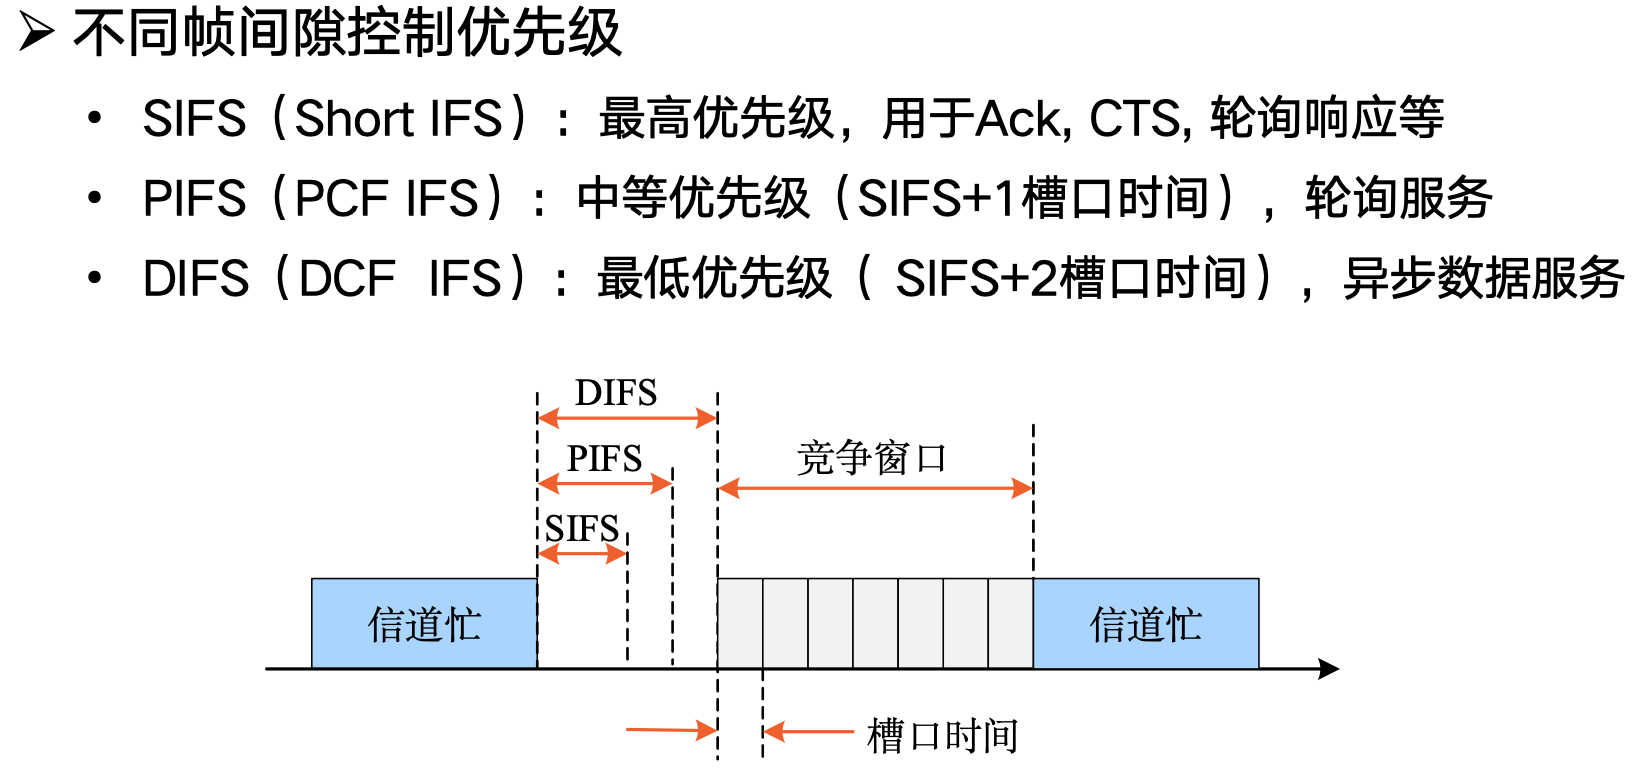 ➢ 不同帧间隙控制优先级
• SIFS（Short IFS）：最高优先级，用于Ack, CTS, 轮询响应等
• PIFS（PCF IFS）：中等优先级（SIFS+1槽口时间），轮询服务
• DIFS（DCF IFS）：最低优先级（ SIFS+2槽口时间），异步数据服务
DIFS
PIFS
竞争窗口
SIFS
信道忙
信道忙
槽口时间